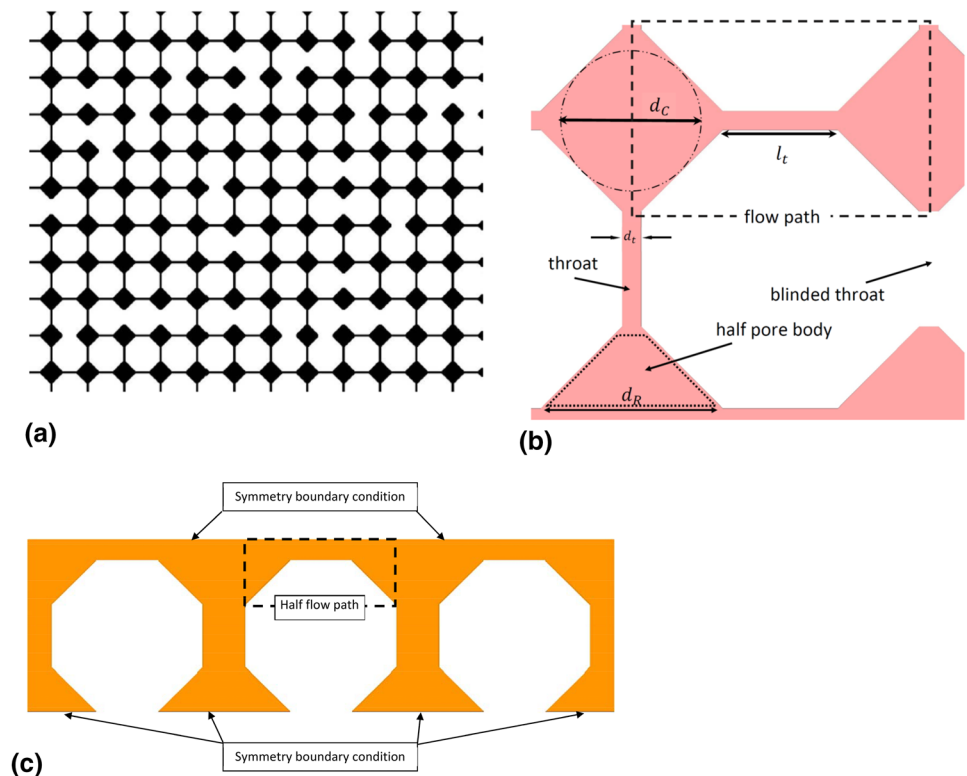 (a)
d_C
l_t
flow path
d_t
throat
blinded throat
half pore body
d_R
(b)
Symmetry boundary condition
Half flow path
Symmetry boundary condition
(c)